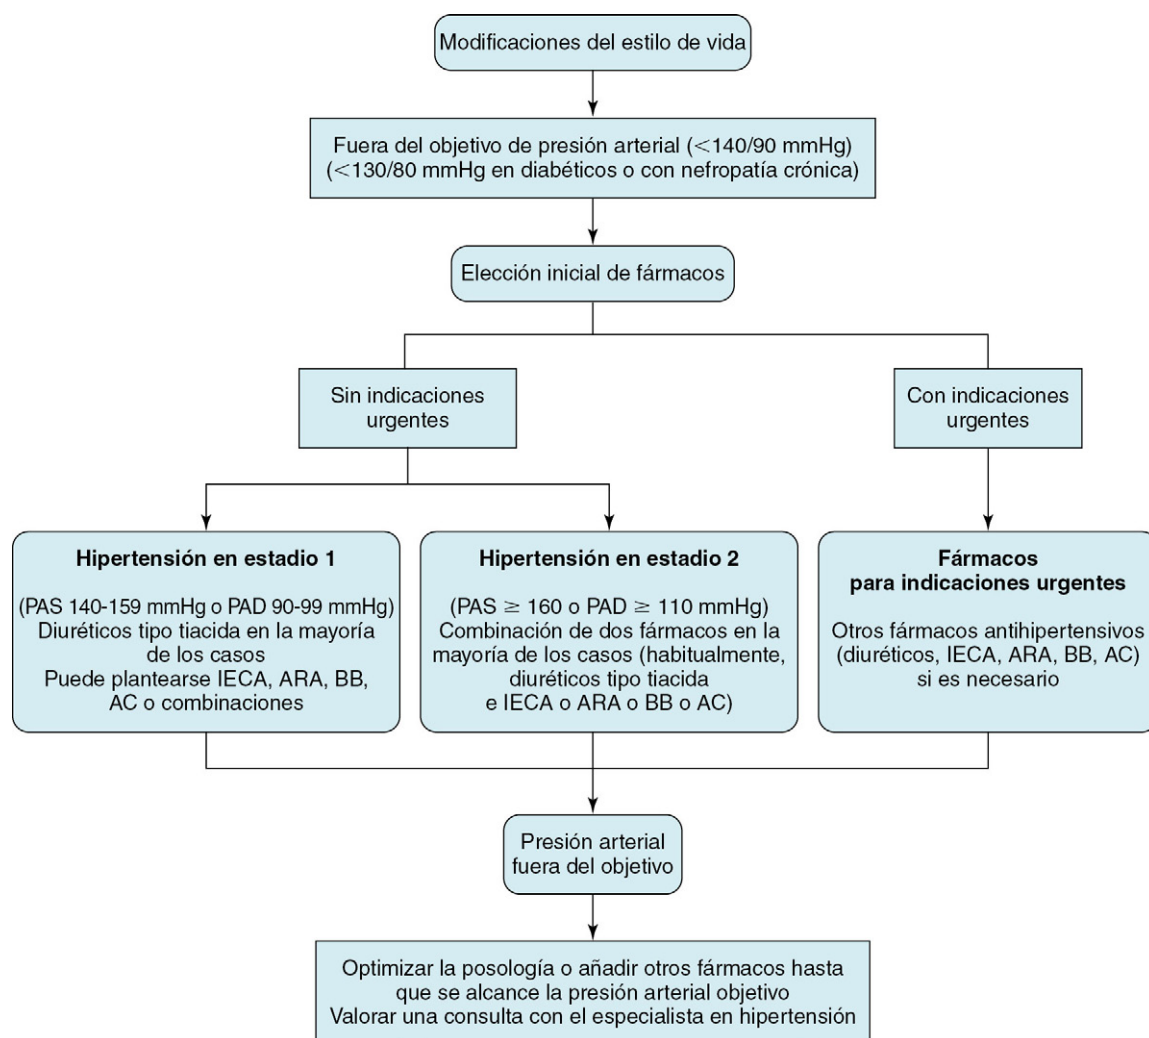 Modificaciones del estilo de vida
Fuera del objetivo de presión arterial (<140/90 mmHg)
(<130/80 mmHg en diabéticos o con nefropatía crónica)
Elección inicial de fármacos
Sin indicaciones
urgentes
Con indicaciones
urgentes
Hipertensión en estadio 1
(PAS 140-159 mmHg o PAD 90-99 mmHg)
Diuréticos tipo tiacida en la mayoría
de los casos
Puede plantearse IECA, ARA, BB,
AC o combinaciones
Hipertensión en estadio 2
(PAS ≥ 160 o PAD ≥ 110 mmHg)
Combinación de dos fármacos en la
mayoría de los casos (habitualmente,
diuréticos tipo tiacida
e IECA o ARA o BB o AC)
Fármacos
para indicaciones urgentes
Otros fármacos antihipertensivos
(diuréticos, IECA, ARA, BB, AC)
si es necesario
Presión arterial
fuera del objetivo
Optimizar la posología o añadir otros fármacos hasta
que se alcance la presión arterial objetivo
Valorar una consulta con el especialista en hipertensión